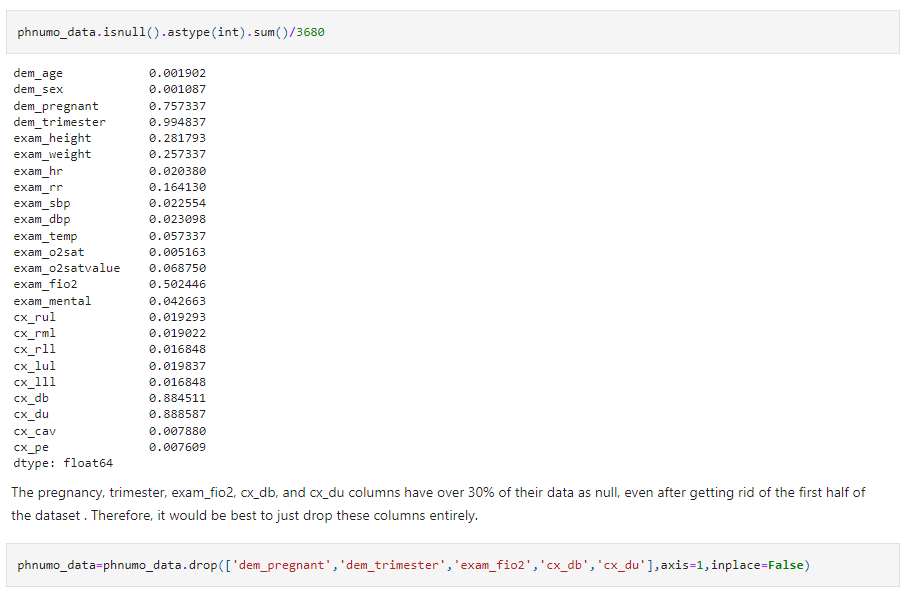 phnumo_data.isnull().astype(int).sum()/3680
dem_age 0.001902
dem_sex 0.001087
dem_pregnant 0.757337
dem_trimester 0.994837
exam_height 0.281793
exam_weight 0.257337
exam_hr 0.020380
exam_rr 0.164130
exam_sbp 0.022554
exam_dbp 0.023098
exam_temp 0.057337
exam_o2sat 0.005163
exam_o2satvalue 0.068750
exam_fio2 0.502446
exam_mental 0.042663
cx_rul 0.019293
cx_rml 0.019022
cx_rll 0.016848
cx_lul 0.019837
cx_lll 0.016848
cx_db 0.884511
cx_du 0.888587
cx_cav 0.007880
cx_pe 0.007609
dtype: float64
The pregnancy, trimester, exam_fio2, cx_db, and cx_du columns have over 30% of their data as null, even after getting rid of the first half of
the dataset . Therefore, it would be best to just drop these columns entirely.
phnumo_data=phnumo_data.drop(['dem_pregnant','dem_trimester','exam_fio2','cx_db','cx_du'],axis=1,inplace=False)